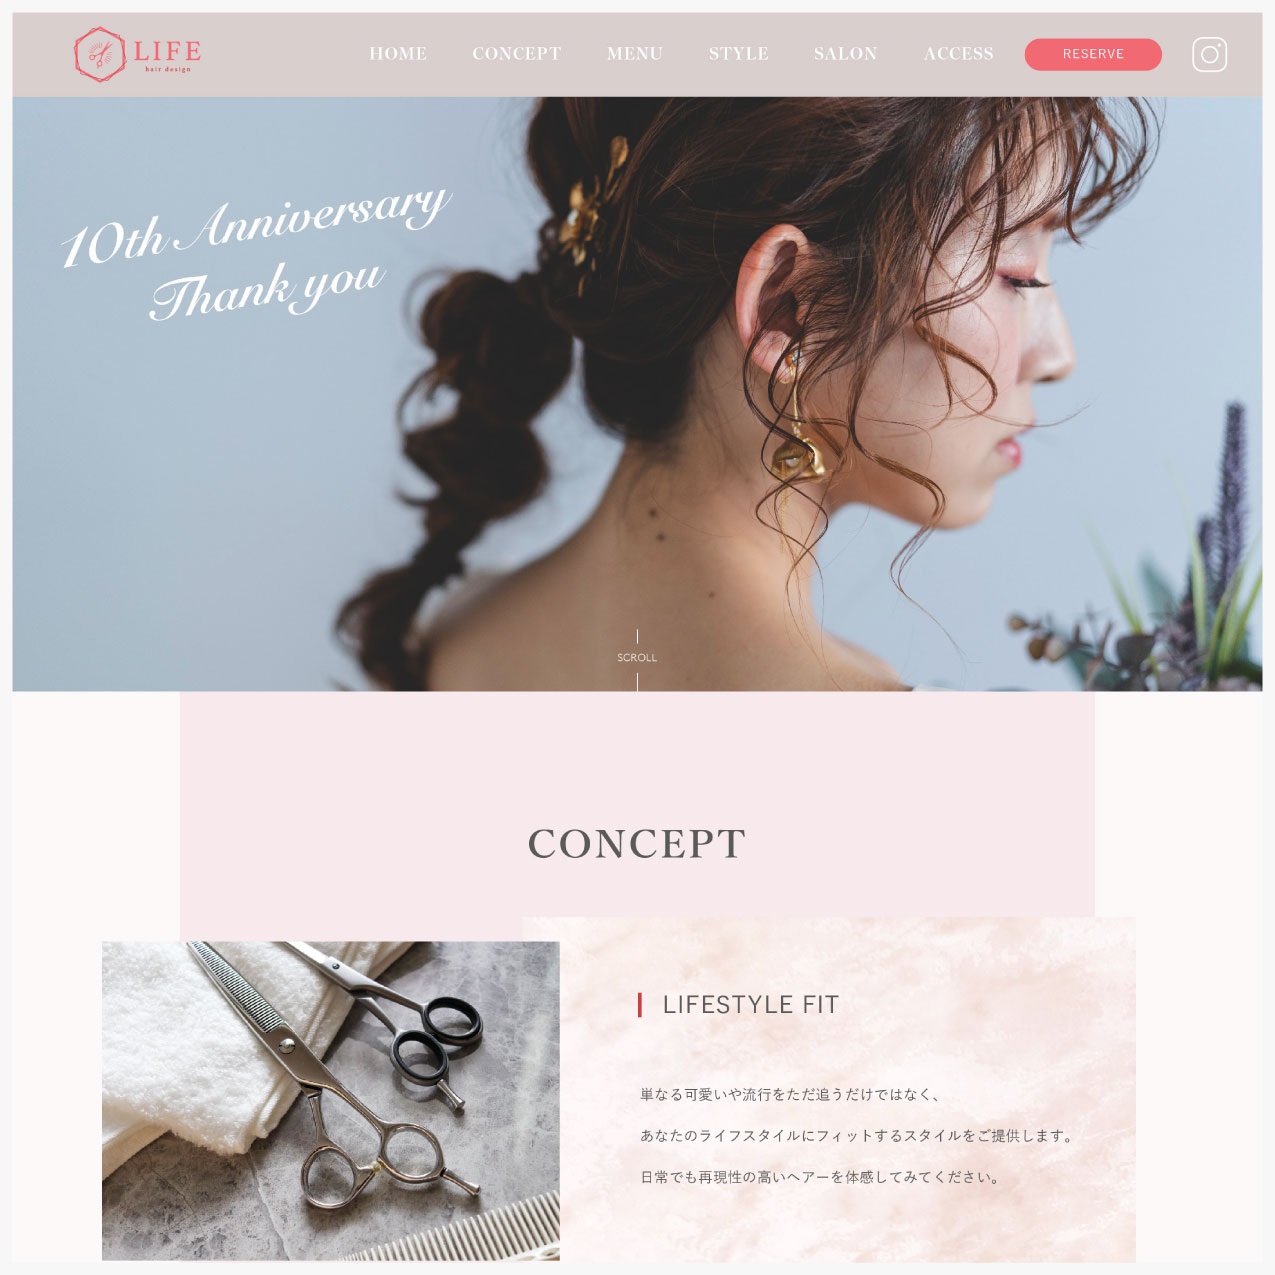 LIFE
hair design
HOME CONCEPT MENU STYLE SALON ACCESS RESERVE
10th Anniversary
Thank you
SCROLL
CONCEPT
LIFESTYLE FIT
単なる可愛いや流行をただ追うだけではなく、
あなたのライフスタイルにフィットするスタイルをご提供します。
日常でも再現性の高いヘアーを体感してみてください。